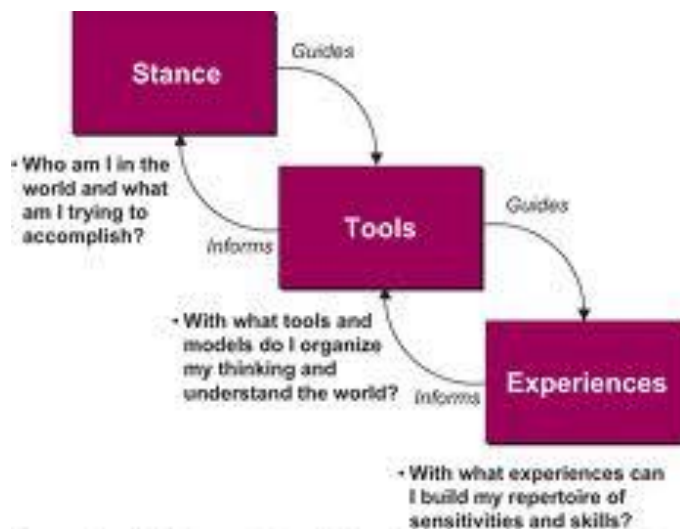 Stance
Guides
• Who am I in the
world and what
am I trying to
accomplish?
Informs
Tools
Guides
• With what tools and
models do I organize
my thinking and
understand the world?
Informs
Experiences
• With what experiences can
I build my repertoire of
sensitivities and skills?